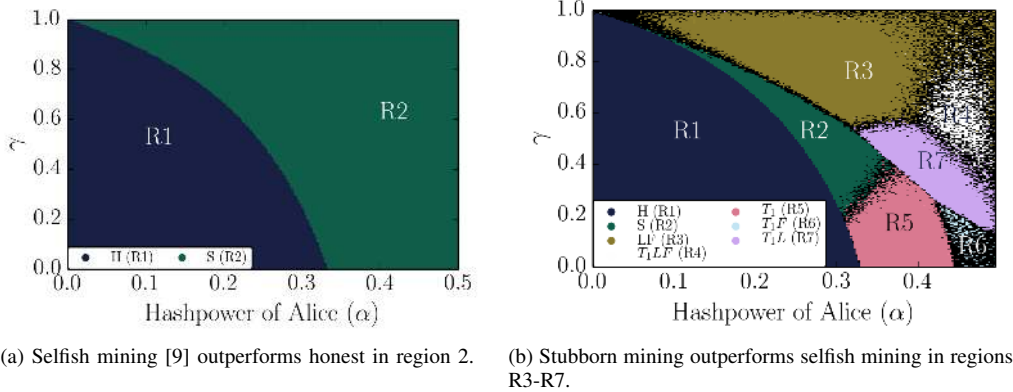 1.0
0.8
0.6
0.4
0.2
0.0
γ
R1
R2
H (R1) S (R2)
0.0 0.1 0.2 0.3 0.4 0.5
Hashpower of Alice (α)
(a) Selfish mining [9] outperforms honest in region 2.
1.0
0.8
0.6
0.4
0.2
0.0
γ
R1
R2
R3
R4
R7
R5
R6
H (R1) T₁ (R5)
S (R2) T₁F (R6)
LF (R3) T₁L (R7)
T₁LF (R4)
0.0 0.1 0.2 0.3 0.4
Hashpower of Alice (α)
(b) Stubborn mining outperforms selfish mining in regions
R3-R7.